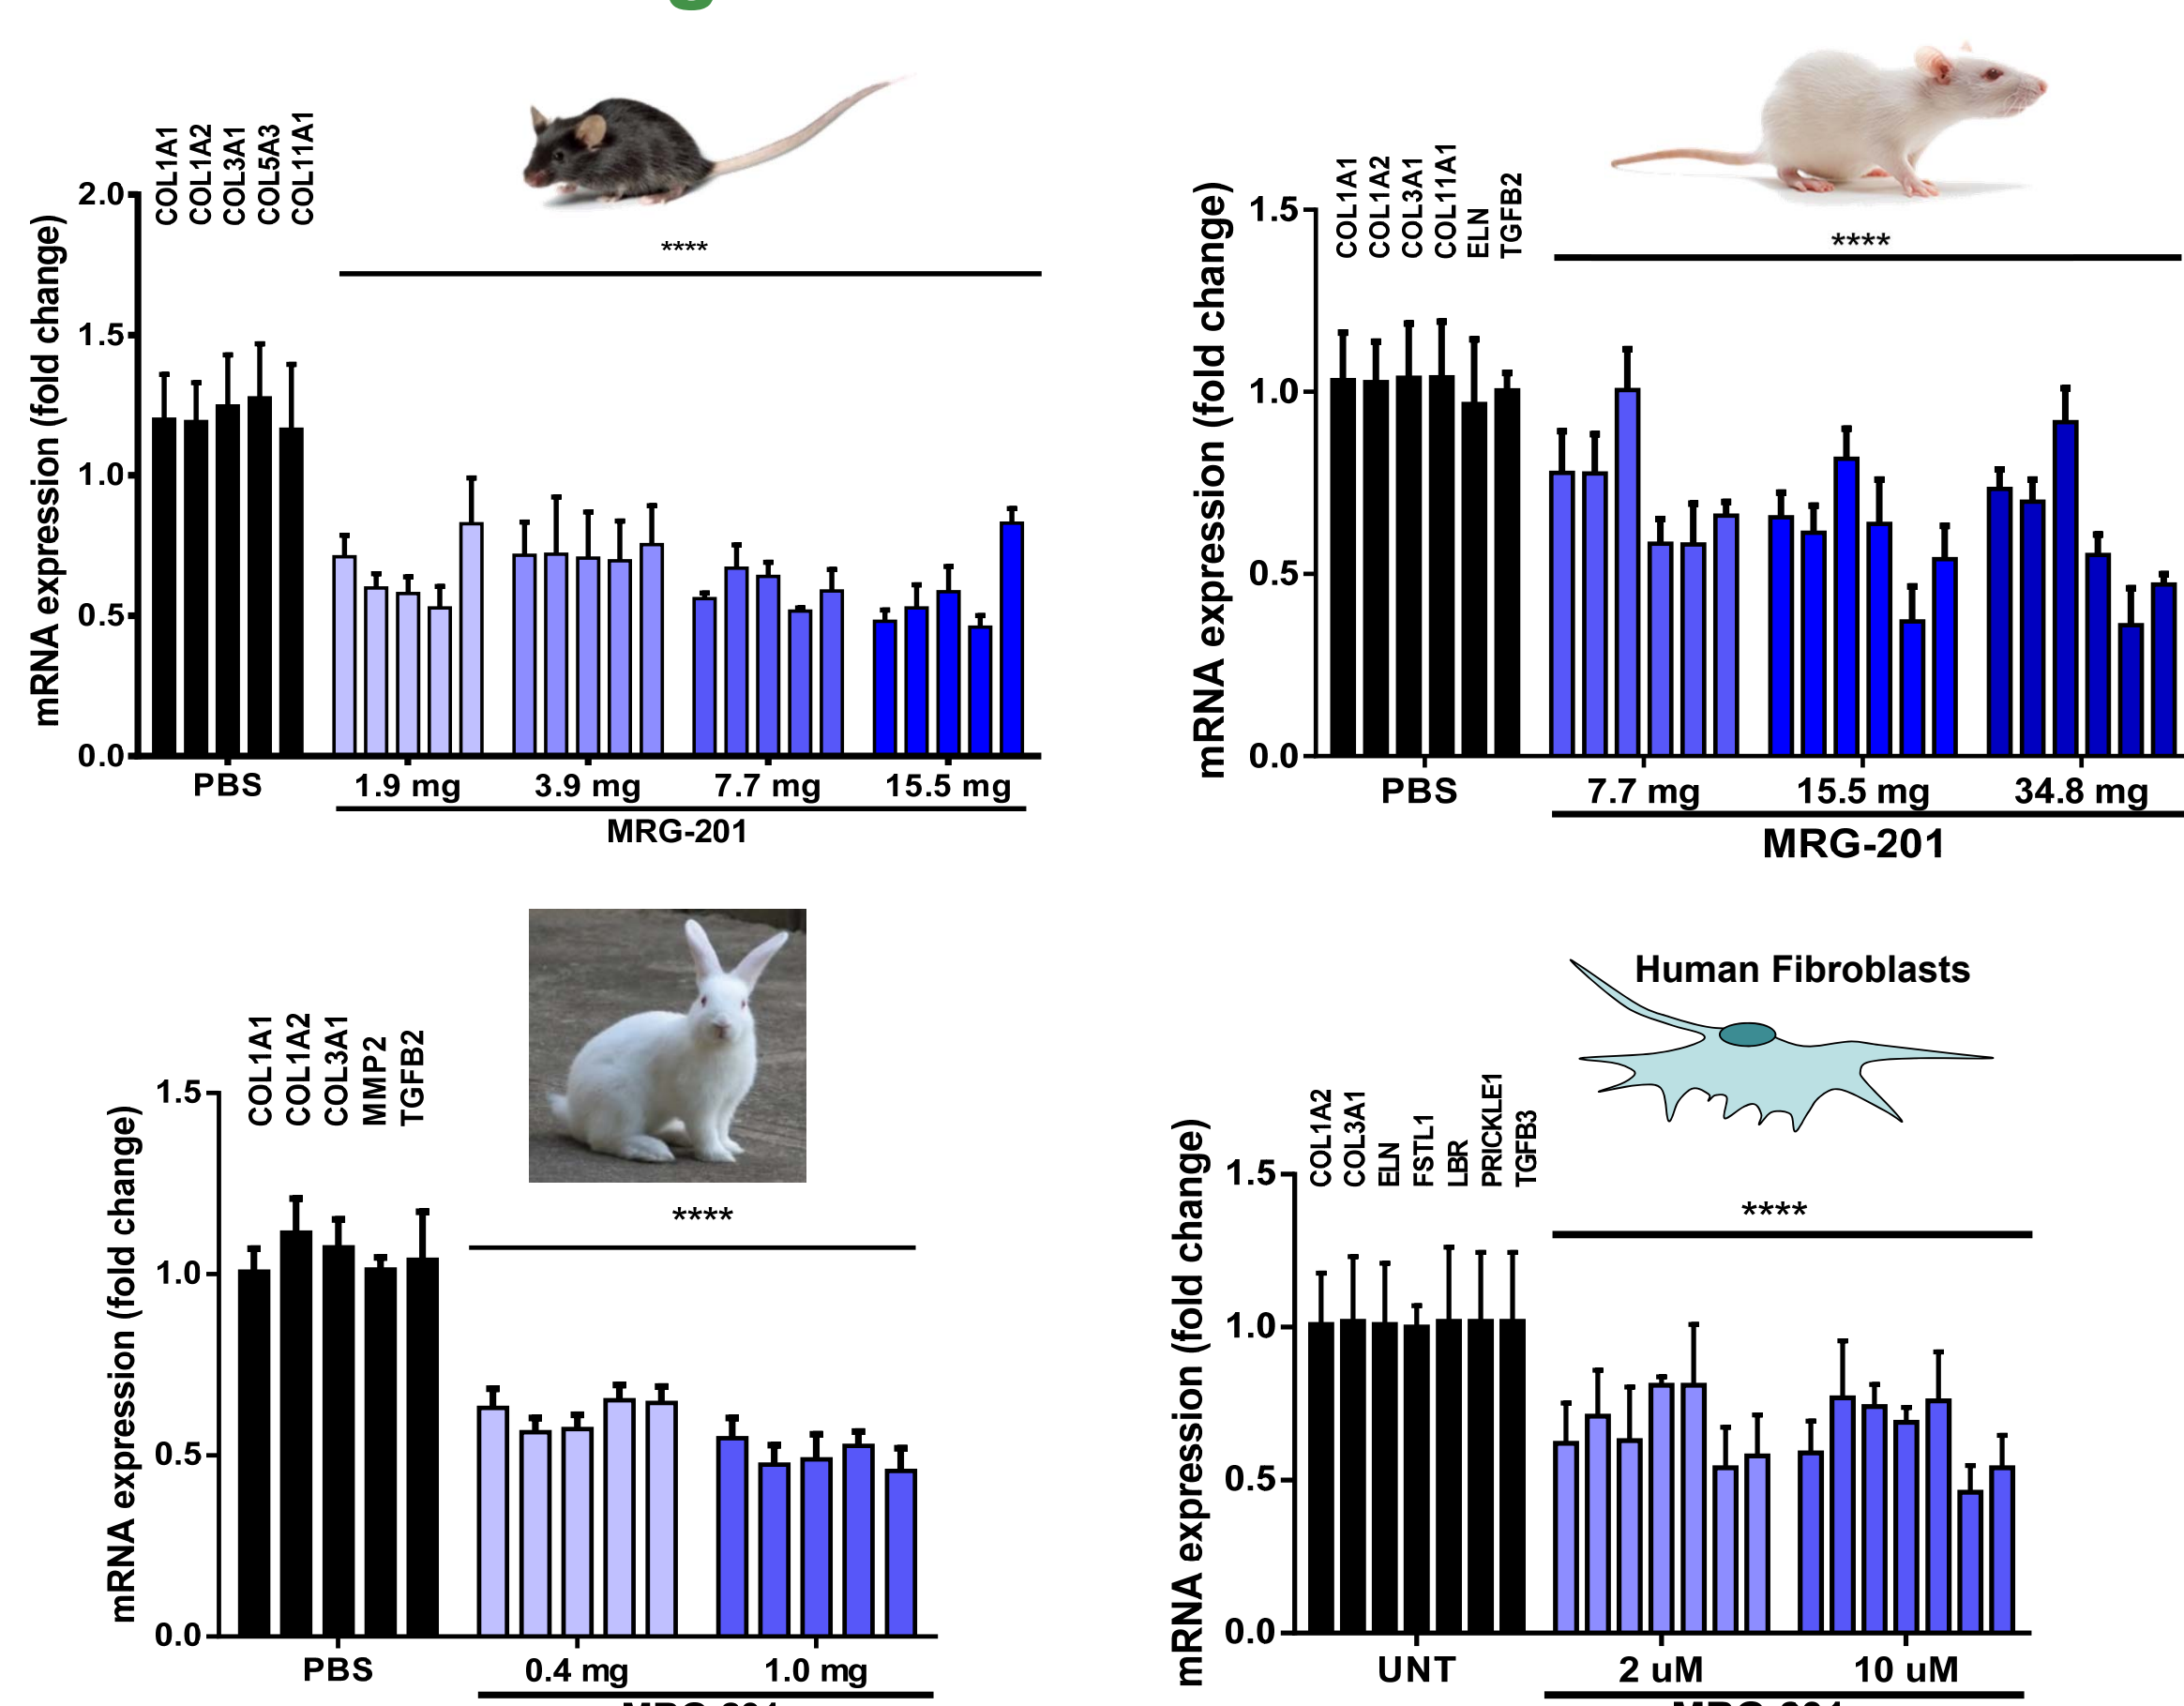 COL1A1
COL1A2
COL3A1
COL5A3
COL11A1
mRNA expression (fold change)
2.0
1.5
1.0
0.5
0.0
****
PBS
1.9 mg
3.9 mg
7.7 mg
15.5 mg
MRG-201
COL1A1
COL1A2
COL3A1
COL11A1
ELN
TGFB2
mRNA expression (fold change)
1.5
1.0
0.5
0.0
****
PBS
7.7 mg
15.5 mg
34.8 mg
MRG-201
COL1A1
COL1A2
COL3A1
MMP2
TGFB2
mRNA expression (fold change)
1.5
1.0
0.5
0.0
****
PBS
0.4 mg
1.0 mg
Human Fibroblasts
COL1A2
COL3A1
ELN
FSTL1
LBR
PRICKLE1
TGFB3
mRNA expression (fold change)
1.5
1.0
0.5
0.0
****
UNT
2 uM
10 uM